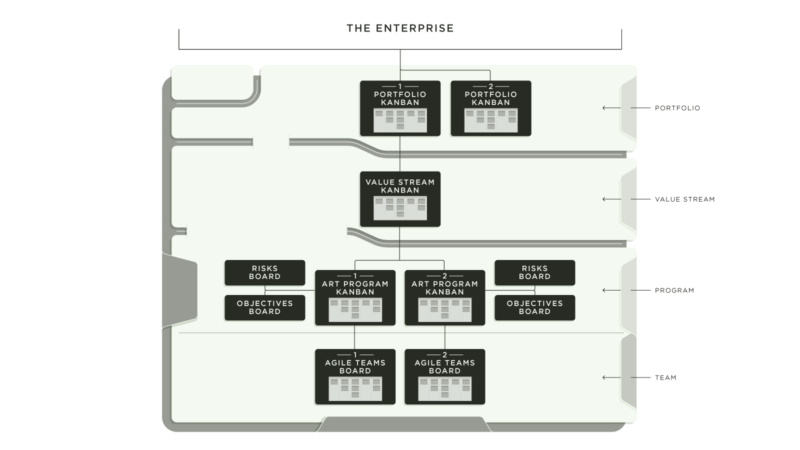 THE ENTERPRISE
1
PORTFOLIO
KANBAN
2
PORTFOLIO
KANBAN
PORTFOLIO
VALUE STREAM
KANBAN
VALUE STREAM
RISKS
BOARD
OBJECTIVES
BOARD
1
ART PROGRAM
KANBAN
2
ART PROGRAM
KANBAN
RISKS
BOARD
OBJECTIVES
BOARD
PROGRAM
1
AGILE TEAMS
BOARD
2
AGILE TEAMS
BOARD
TEAM